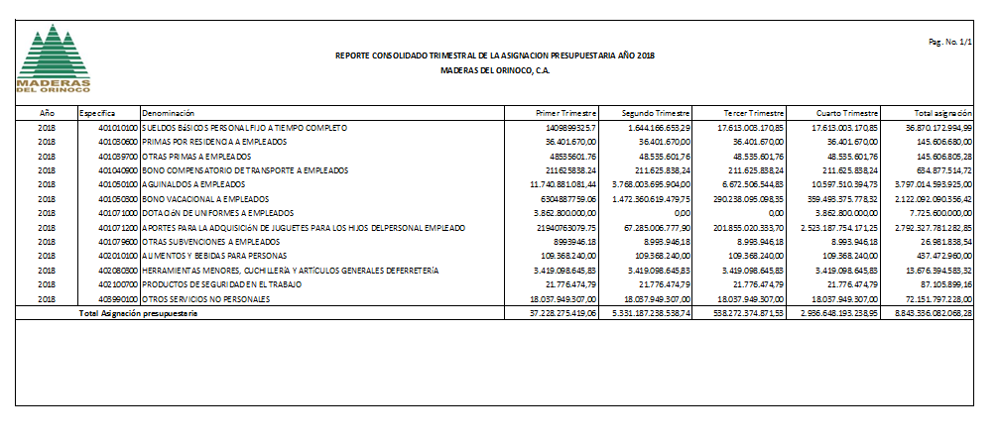 MADERAS
DEL ORINOCO
Pag. No. 1/1
REPORTE CONSOLIDADO TRIMESTRAL DE LA ASIGNACION PRESUPUESTARIA AÑO 2018
MADERAS DEL ORINOCO, C.A.
Año Específica Denominación Primer Trimestre Segundo Trimestre Tercer Trimestre Cuarto Trimestre Total asignación
2018 401010100 SUELDOS BáSICOS PERSONAL FIJO A TIEMPO COMPLETO 1409899325.7 1.644.166.653,29 17.613.003.170,85 17.613.003.170,85 36.870.172.994,99
2018 401030600 PRIMAS POR RESIDENCIA A EMPLEADOS 36.401.670,00 36.401.670,00 36.401.670,00 36.401.670,00 145.606.680,00
2018 401039700 OTRAS PRIMAS A EMPLEADOS 48535601,76 48.535.601,76 48.535.601,76 48.535.601,76 145.606.805,28
2018 401040900 BONO COMPENSATORIO DE TRANSPORTE A EMPLEADOS 211625838.24 211.625.838,24 211.625.838,24 211.625.838,24 634.877.514,72
2018 401050100 AGUINALDOS A EMPLEADOS 11.740.881.081,44 3.768.003.695.904,00 6.672.506.544,83 10.597.510.394,73 3.797.014.593.925,00
2018 401050300 BONO VACACIONAL A EMPLEADOS 6304887759.06 1.472.360.619.479,75 290.238.095.098,35 359.493.375.778,32 2.122.092.090.356,42
2018 401071000 DOTACIóN DE UNIFORMES A EMPLEADOS 3.862.800.000,00 0,00 0,00 3.862.800.000,00 7.725.600.000,00
2018 401071200 APORTES PARA LA ADQUISICIóN DE JUGUETES PARA LOS HIJOS DELPERSONAL EMPLEADO 21940763079.75 67.285.006.777,90 201.855.020.333,70 2.523.187.754.171,25 2.792.327.781.282,85
2018 401079600 OTRAS SUBVENCIONES A EMPLEADOS 8993946.18 8.993.946,18 8.993.946,18 8.993.946,18 26.981.838,54
2018 402010100 ALIMENTOS Y BEBIDAS PARA PERSONAS 109.368.240,00 109.368.240,00 109.368.240,00 109.368.240,00 437.472.960,00
2018 402080300 HERRAMIENTAS MENORES, CUCHILLERíA Y ARTíCULOS GENERALES DE FERRETERíA 3.419.098.645,83 3.419.098.645,83 3.419.098.645,83 3.419.098.645,83 13.676.394.583,32
2018 402100700 PRODUCTOS DE SEGURIDAD EN EL TRABAJO 21.776.474,79 21.776.474,79 21.776.474,79 21.776.474,79 87.105.899,16
2018 403990100 OTROS SERVICIOS NO PERSONALES 18.037.949.307,00 18.037.949.307,00 18.037.949.307,00 18.037.949.307,00 72.151.797.228,00
Total Asignación presupuestaria 37.228.275.419,06 5.331.187.238.538,74 538.272.374.871,53 2.936.648.193.238,95 8.843.336.082.068,28